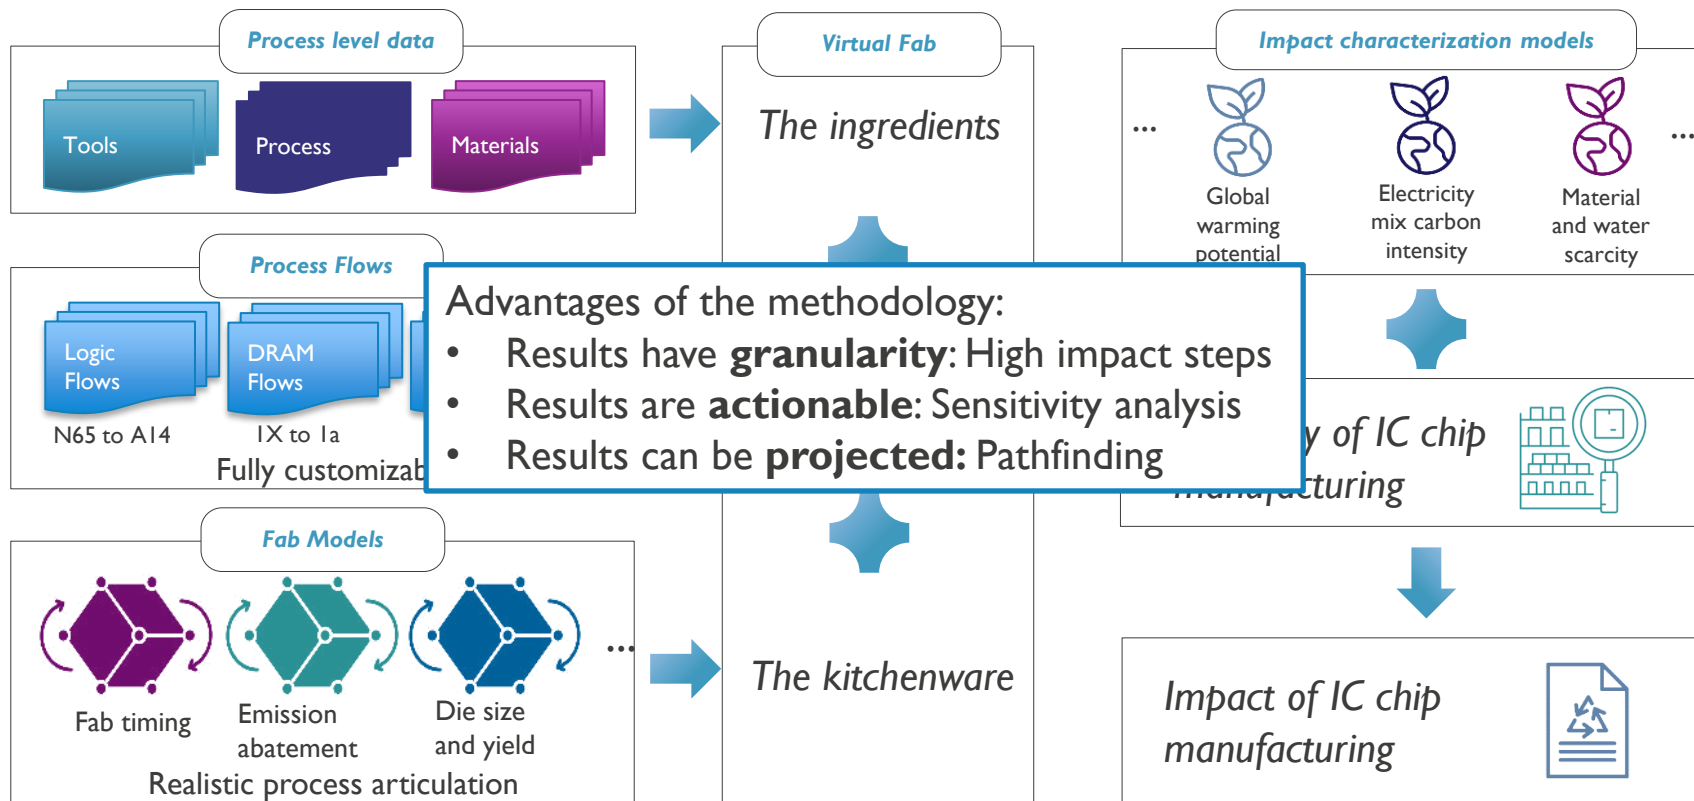 Process level data
Tools
Process
Materials
Virtual Fab
The ingredients
Impact characterization models
...
Global
warming
potential
Electricity
mix carbon
intensity
Material
and water
scarcity
...
Process Flows
Logic
Flows
DRAM
Flows
N65 to A14
1X to 1a
Fully customizab
Advantages of the methodology:
• Results have granularity: High impact steps
• Results are actionable: Sensitivity analysis
• Results can be projected: Pathfinding
y of IC chip
manufacturing
Fab Models
Fab timing
Emission
abatement
Die size
and yield
...
Realistic process articulation
The kitchenware
Impact of IC chip
manufacturing